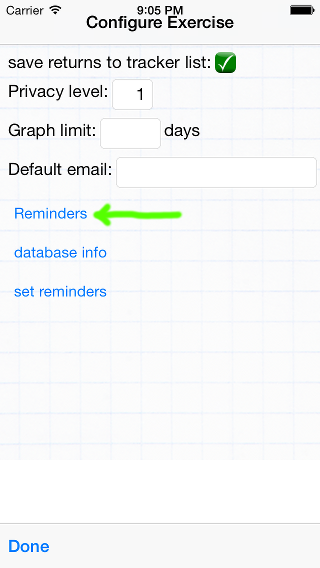 Carrier 9:05 PM
Configure Exercise
save returns to tracker list:
Privacy level: 1
Graph limit: days
Default email:
Reminders
database info
set reminders
Done